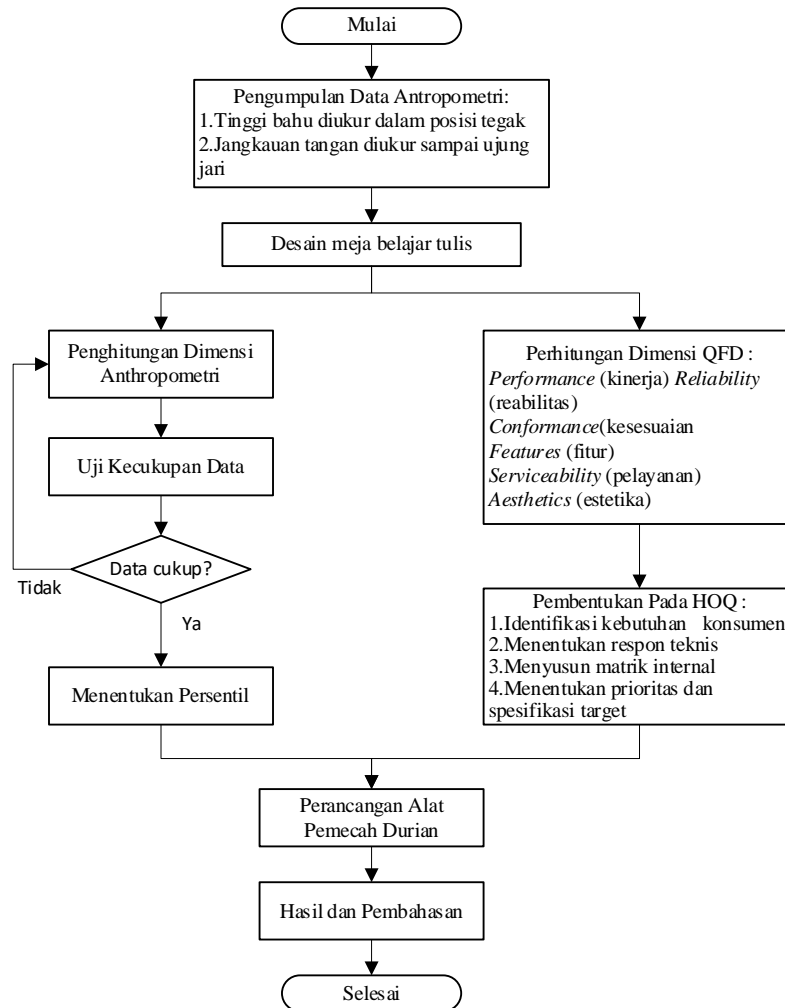 Mulai
Pengumpulan Data Antropometri:
1.Tinggi bahu diukur dalam posisi tegak
2.Jangkauan tangan diukur sampai ujung
jari
Desain meja belajar tulis
Penghitungan Dimensi
Anthropometri
Uji Kecukupan Data
Data cukup?
Tidak
Ya
Menentukan Persentil
Perhitungan Dimensi QFD :
Performance (kinerja) Reliability
(reabilitas)
Conformance(kesesuaian
Features (fitur)
Serviceability (pelayanan)
Aesthetics (estetika)
Pembentukan Pada HOQ :
1.Identifikasi kebutuhan konsumen
2.Menentukan respon teknis
3.Menyusun matrik internal
4.Menentukan prioritas dan
spesifikasi target
Perancangan Alat
Pemecah Durian
Hasil dan Pembahasan
Selesai